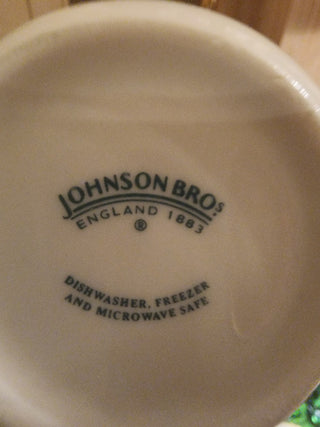 JOHNSON BROS
ENGLAND 1883
®
DISHWASHER, FREEZER
AND MICROWAVE SAFE